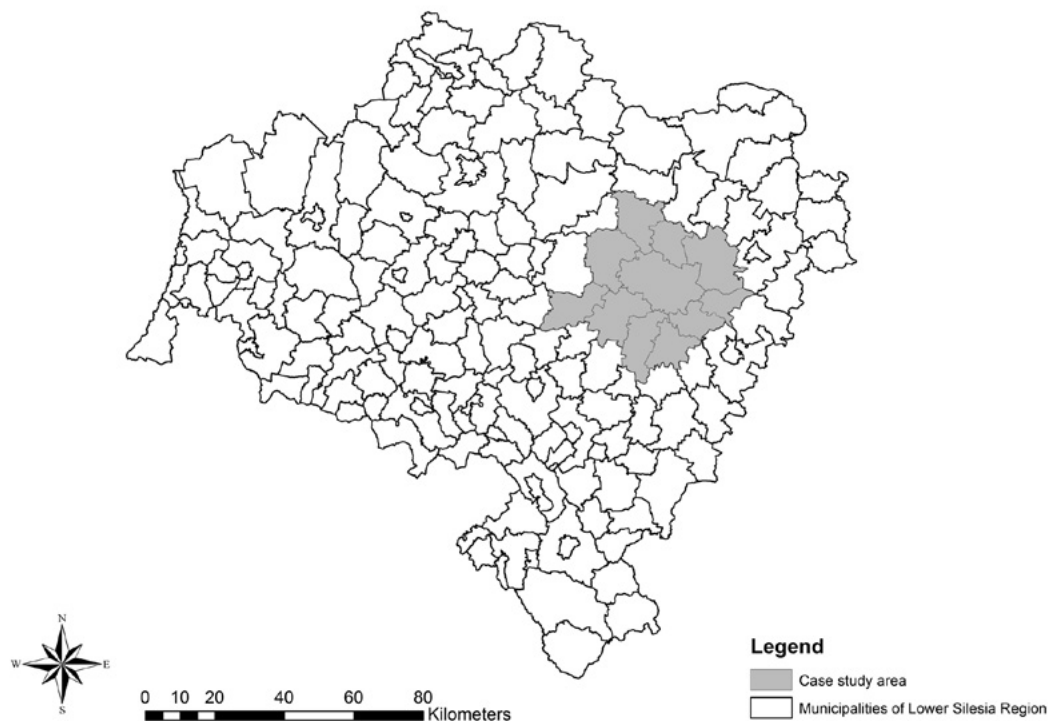 N
W
E
S
0 10 20 40 60 80
Kilometers
Legend
Case study area
Municipalities of Lower Silesia Region